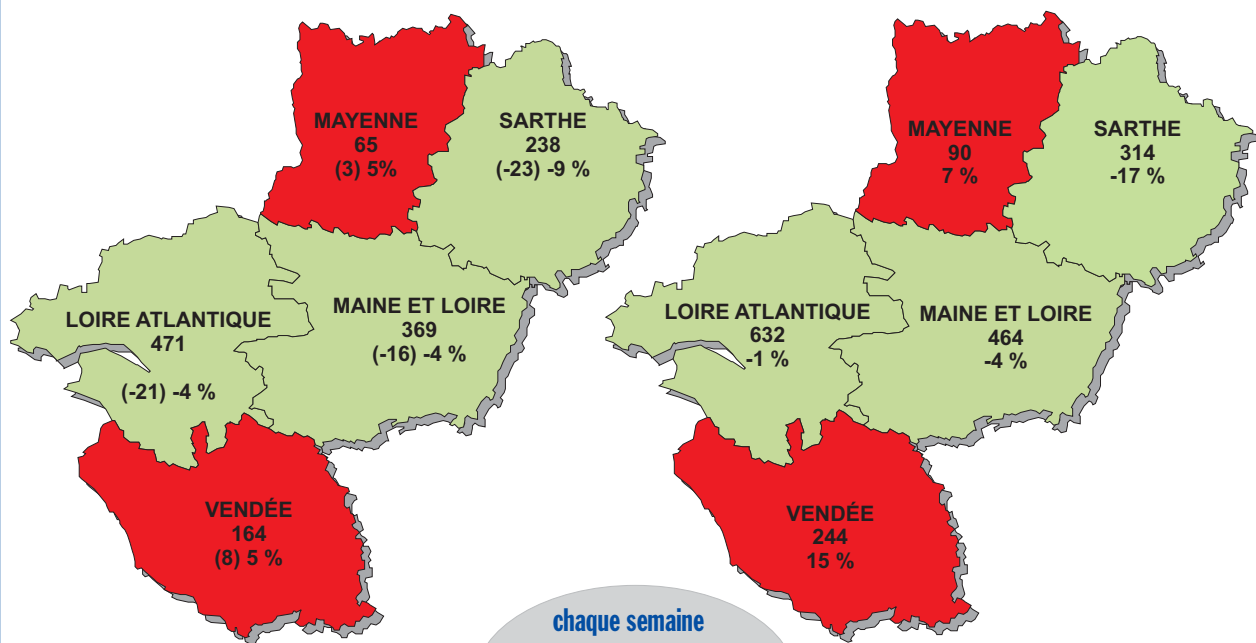 MAYENNE
65
(3) 5%
SARTHE
238
(-23) -9 %
LOIRE ATLANTIQUE
471
(-21) -4 %
MAINE ET LOIRE
369
(-16) -4 %
VENDÉE
164
(8) 5 %
MAYENNE
90
7 %
SARTHE
314
-17 %
LOIRE ATLANTIQUE
632
-1 %
MAINE ET LOIRE
464
-4 %
VENDÉE
244
15 %
chaque semaine